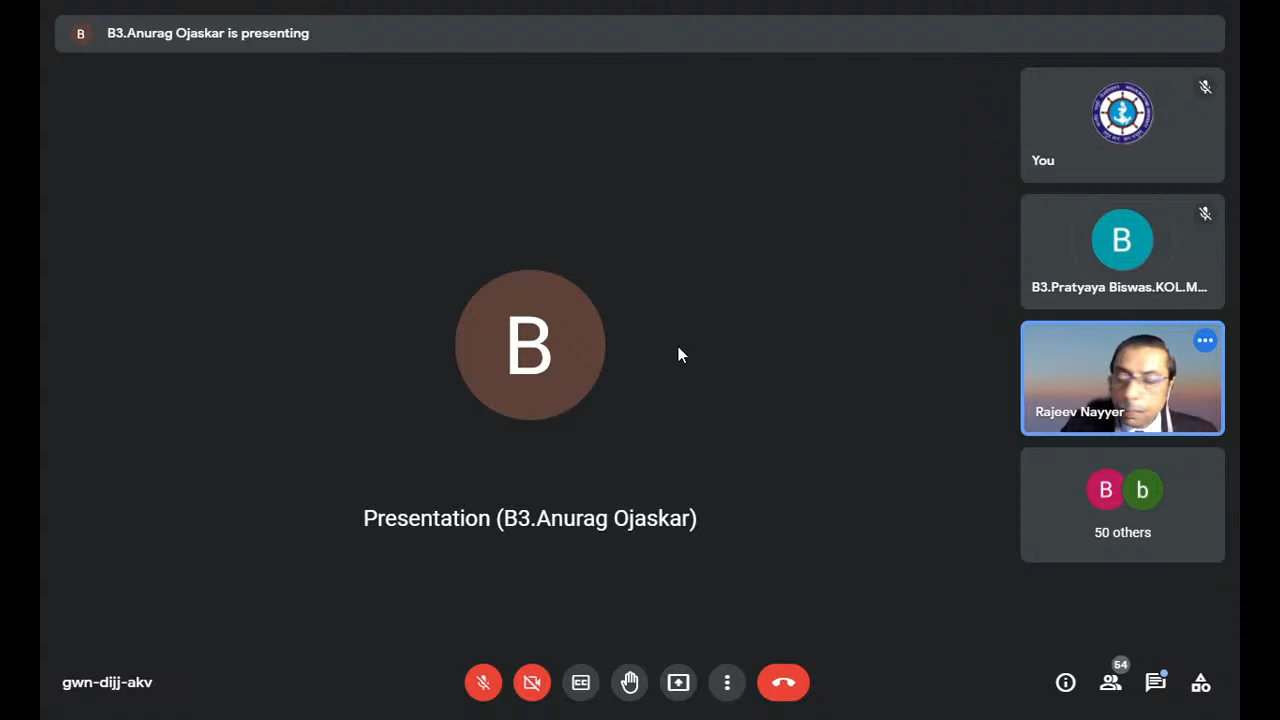 B
B3.Anurag Ojaskar is presenting
You
B
B3.Pratyaya Biswas.KOL.M...
Rajeev Nayyer
B
Presentation (B3.Anurag Ojaskar)
B b
50 others
gwn-dijj-akv
CC
54